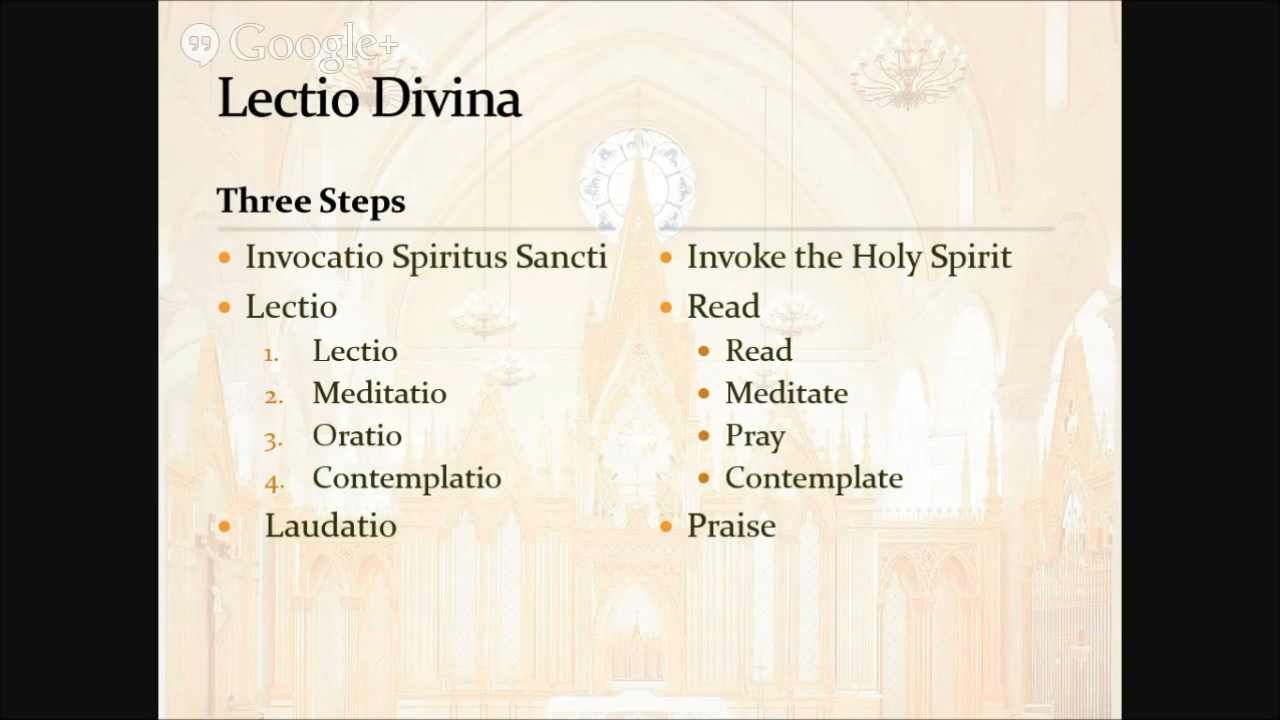 Google+
Lectio Divina
Three Steps
• Invocatio Spiritus Sancti
• Lectio
1. Lectio
2. Meditatio
3. Oratio
4. Contemplatio
• Laudatio
• Invoke the Holy Spirit
• Read
• Read
• Meditate
• Pray
• Contemplate
• Praise